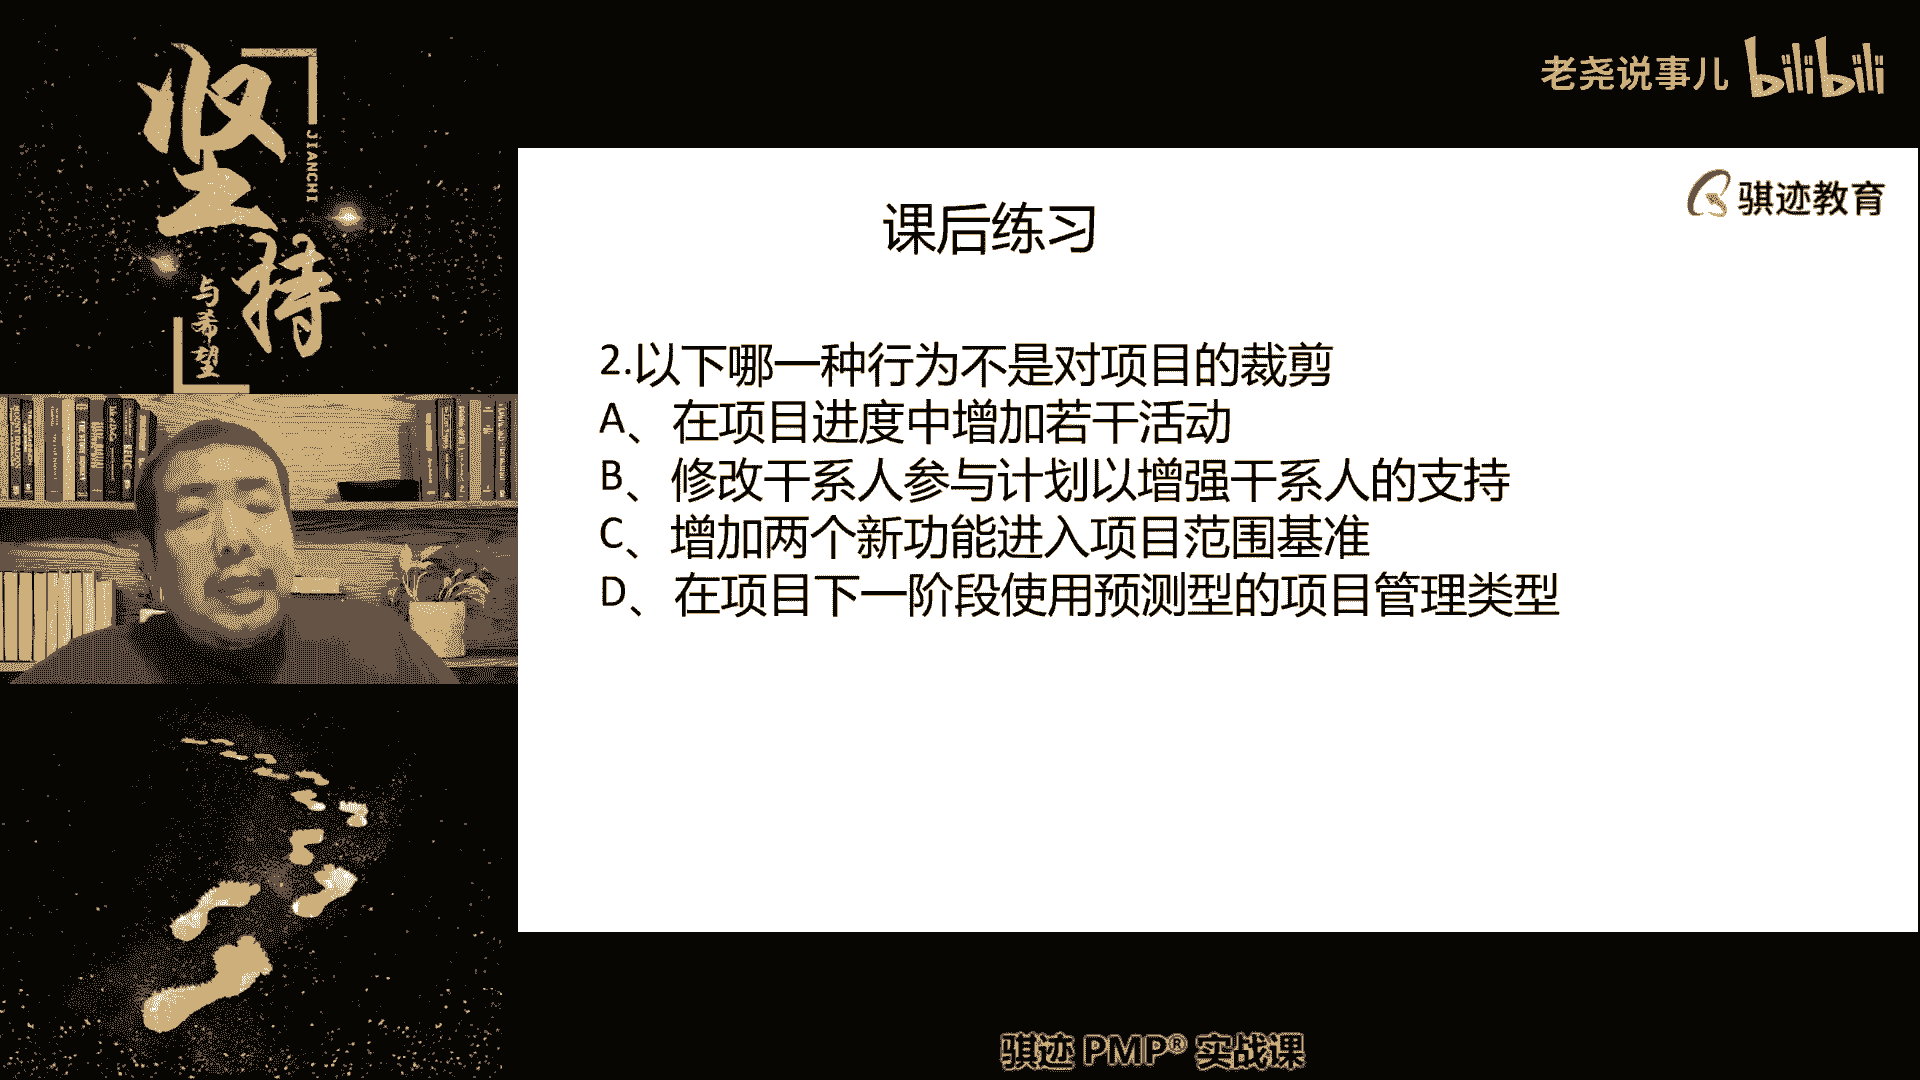 坚持
JIANCHI
与希望
老尧说事儿 bilibili
骐迹教育
课后练习
2.以下哪一种行为不是对项目的裁剪
A、在项目进度中增加若干活动
B、修改干系人参与计划以增强干系人的支持
C、增加两个新功能进入项目范围基准
D、在项目下一阶段使用预测型的项目管理类型
骐迹 PMP® 实战课